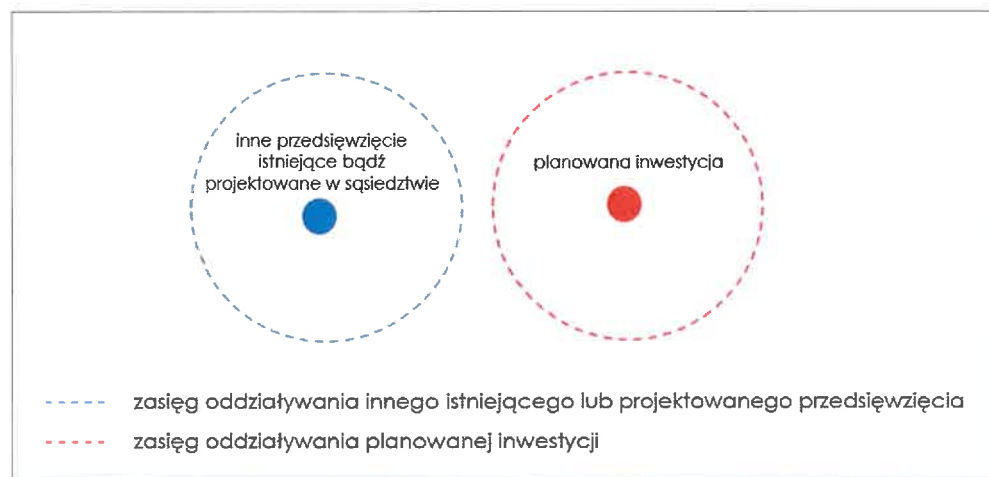 inne przedsięwzięcie
istniejące bądź
projektowane w sąsiedztwie
planowana inwestycja
zasięg oddziaływania innego istniejącego lub projektowanego przedsięwzięcia
zasięg oddziaływania planowanej inwestycji